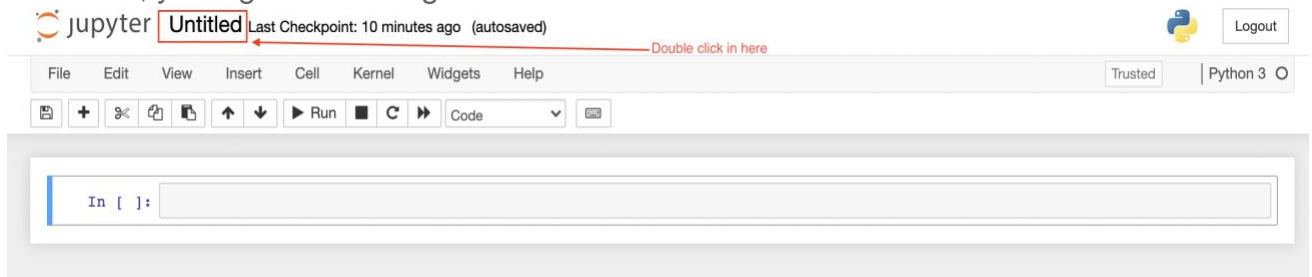 jupyter Untitled Last Checkpoint: 10 minutes ago (autosaved) Logout
Double click in here
File Edit View Insert Cell Kernel Widgets Help Trusted Python 3
Run Code
In [ ]: